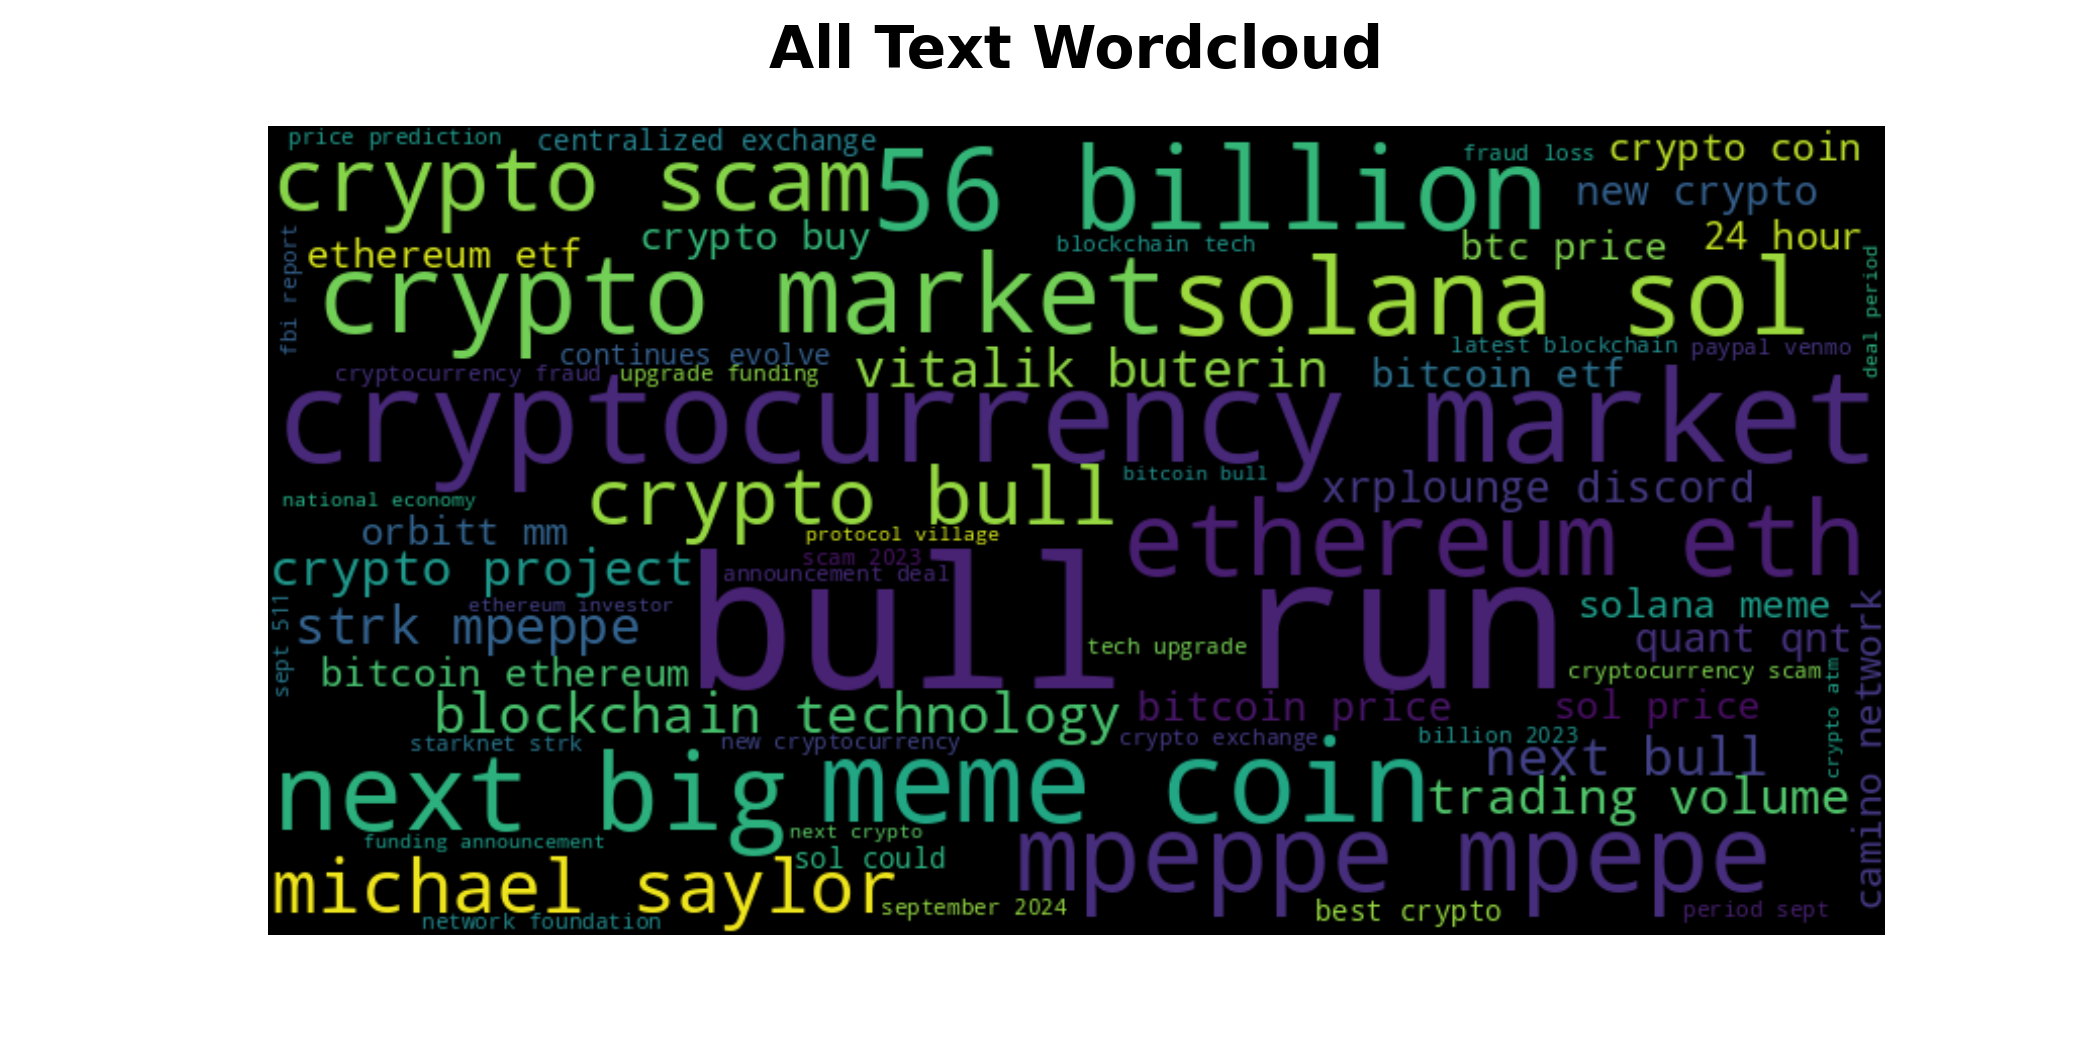 All Text Wordcloud
price prediction
centralized exchange
crypto scam
56 billion
fraud loss
crypto coin
new crypto
fbi report
ethereum etf
crypto buy
blockchain tech
btc price
24 hour
crypto market
solana sol
deal period
continues evolve
latest blockchain
paypal venmo
cryptocurrency fraud
upgrade funding
vitalik buterin
bitcoin etf
cryptocurrency market
crypto bull
bitcoin bull
xrplounge discord
national economy
orbitt mm
protocol village
ethereum eth
scam 2023
crypto project
announcement deal
bull run
sept 511
ethereum investor
strk mpeppe
solana meme
tech upgrade
quant qnt
camino network
bitcoin ethereum
cryptocurrency scam
crypto atm
blockchain technology
bitcoin price
sol price
starknet strk
new cryptocurrency
crypto exchange
billion 2023
next big
meme coin
next bull
trading volume
funding announcement
next crypto
sol could
mpeppe mpepe
michael saylor
september 2024
best crypto
period sept
network foundation